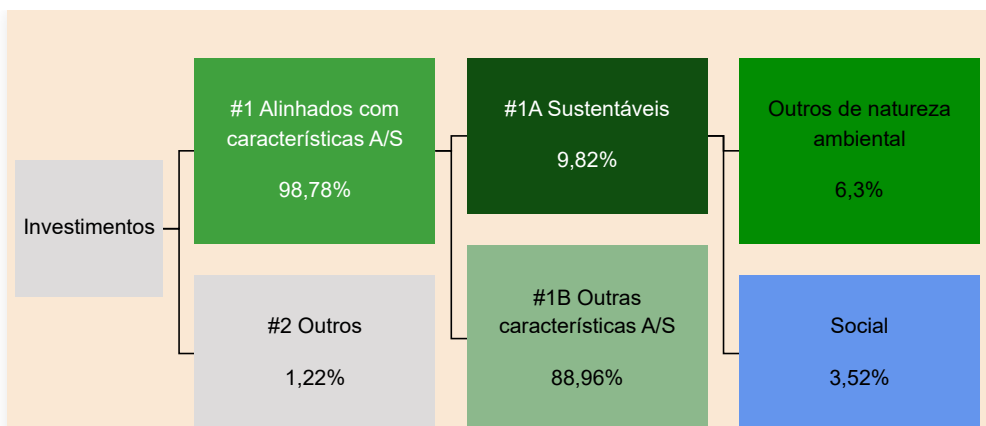 Investimentos
#1 Alinhados com
características A/S
98,78%
#2 Outros
1,22%
#1A Sustentáveis
9,82%
#1B Outras
características A/S
88,96%
Outros de natureza
ambiental
6,3%
Social
3,52%